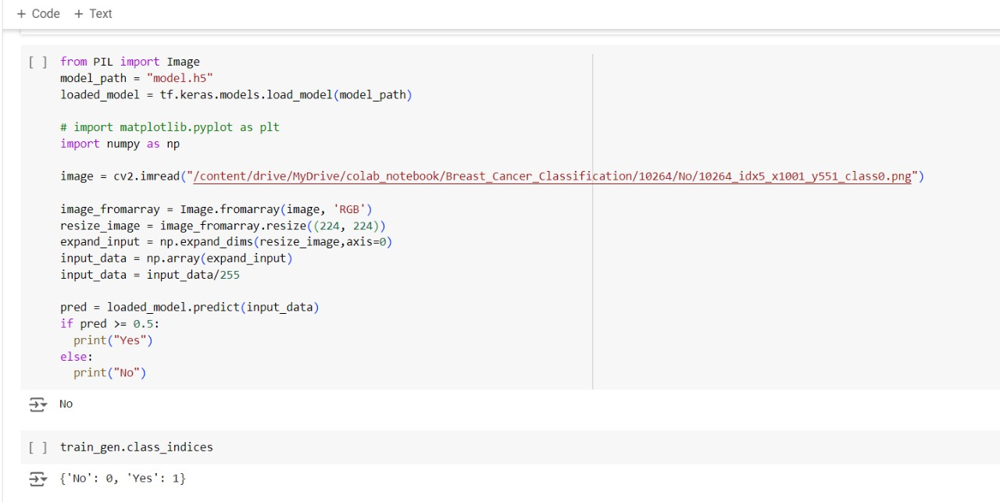 + Code + Text
[ ] from PIL import Image
model_path = "model.h5"
loaded_model = tf.keras.models.load_model(model_path)
# import matplotlib.pyplot as plt
import numpy as np
image = cv2.imread("/content/drive/MyDrive/colab_notebook/Breast_Cancer_Classification/10264/No/10264_idx5_x1001_y551_class0.png")
image_fromarray = Image.fromarray(image, 'RGB')
resize_image = image_fromarray.resize((224, 224))
expand_input = np.expand_dims(resize_image,axis=0)
input_data = np.array(expand_input)
input_data = input_data/255
pred = loaded_model.predict(input_data)
if pred >= 0.5:
  print("Yes")
else:
  print("No")
No
[ ] train_gen.class_indices
{'No': 0, 'Yes': 1}